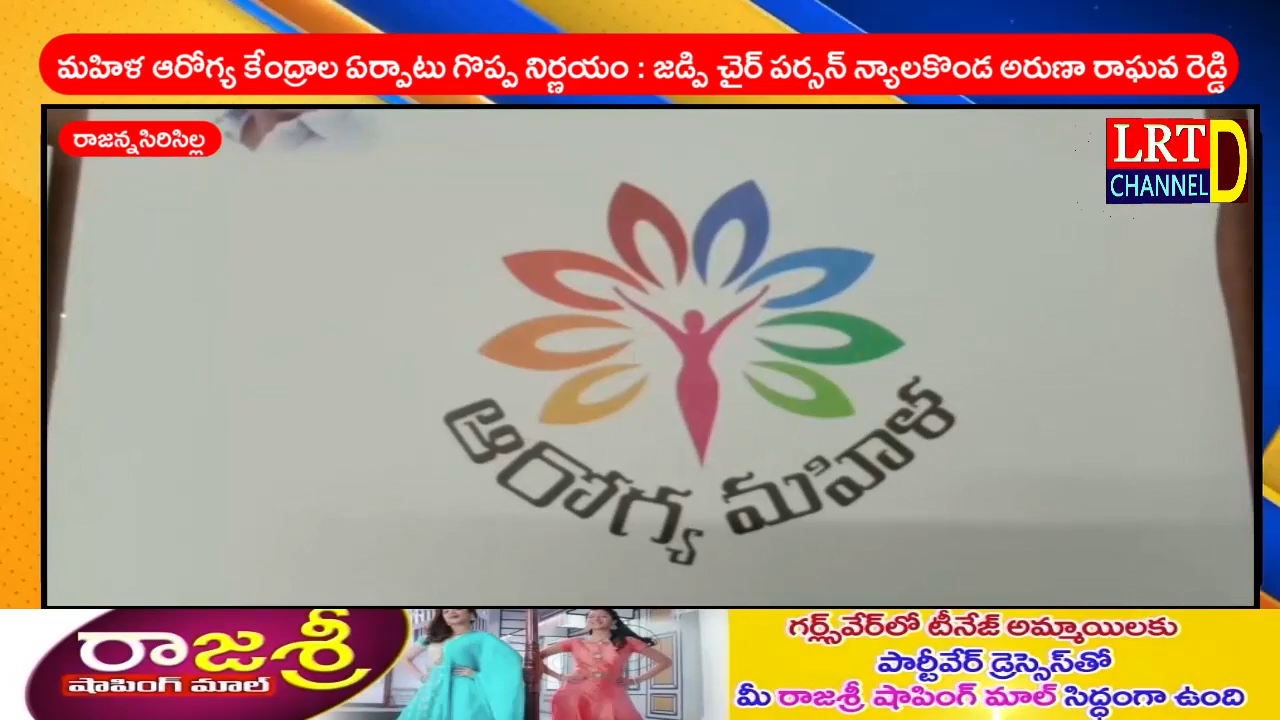 మహిళ ఆరోగ్య కేంద్రాల ఏర్పాటు గొప్ప నిర్ణయం : జడ్పి చైర్ పర్సన్ న్యాలకొండ అరుణా రాఘవ రెడ్డి
రాజన్నసిరిసిల్ల
LRT D
CHANNEL
ఆరోగ్య మహిళ
రాజశ్రీ
షాపింగ్ మాల్
గర్ల్స్‌వేర్‌లో టీనేజ్ అమ్మాయిలకు
పార్టీవేర్ డ్రెస్సెస్‌తో
మీ రాజశ్రీ షాపింగ్ మాల్ సిద్ధంగా ఉంది